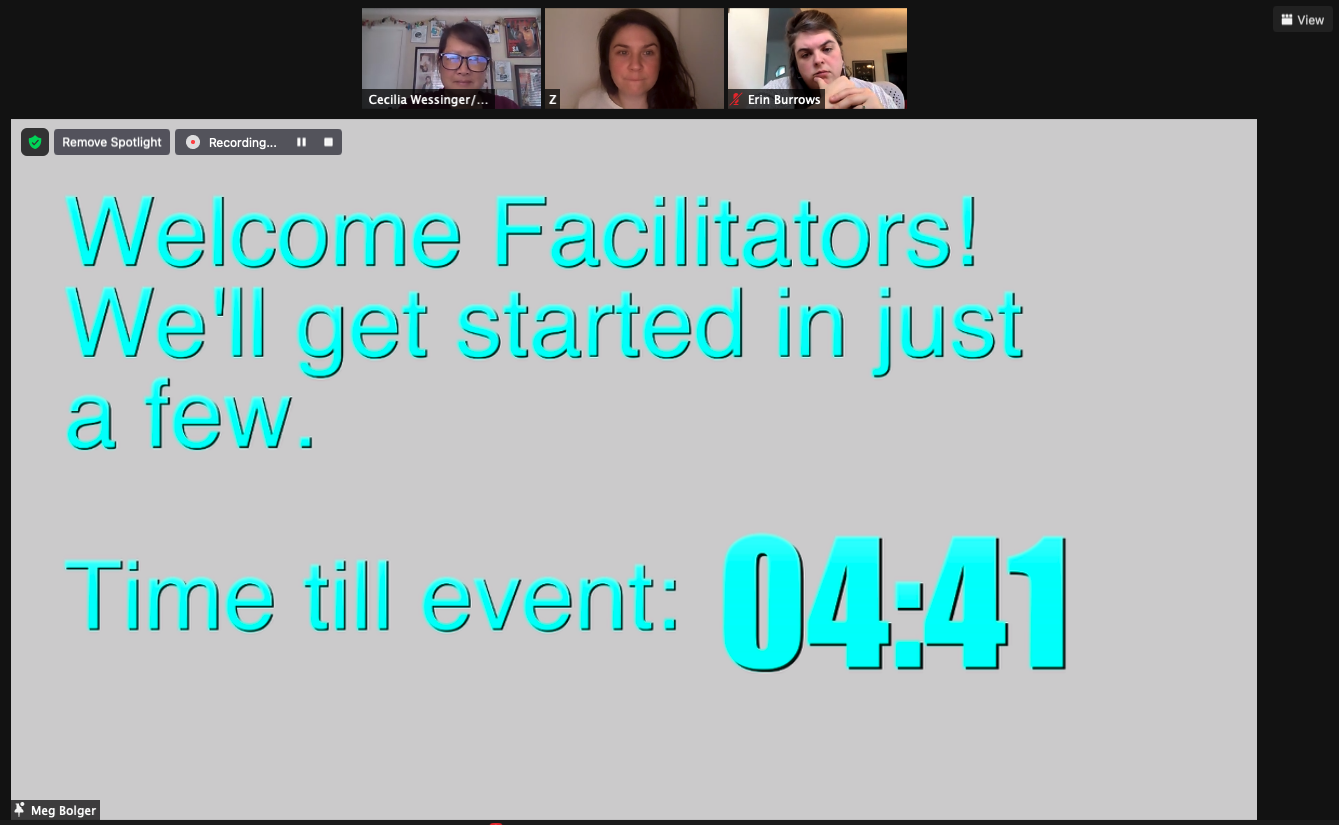 View
Cecilia Wessinger/...
Z
Erin Burrows
Remove Spotlight
Recording...
Welcome Facilitators!
We'll get started in just
a few.
Time till event: 04:41
Meg Bolger